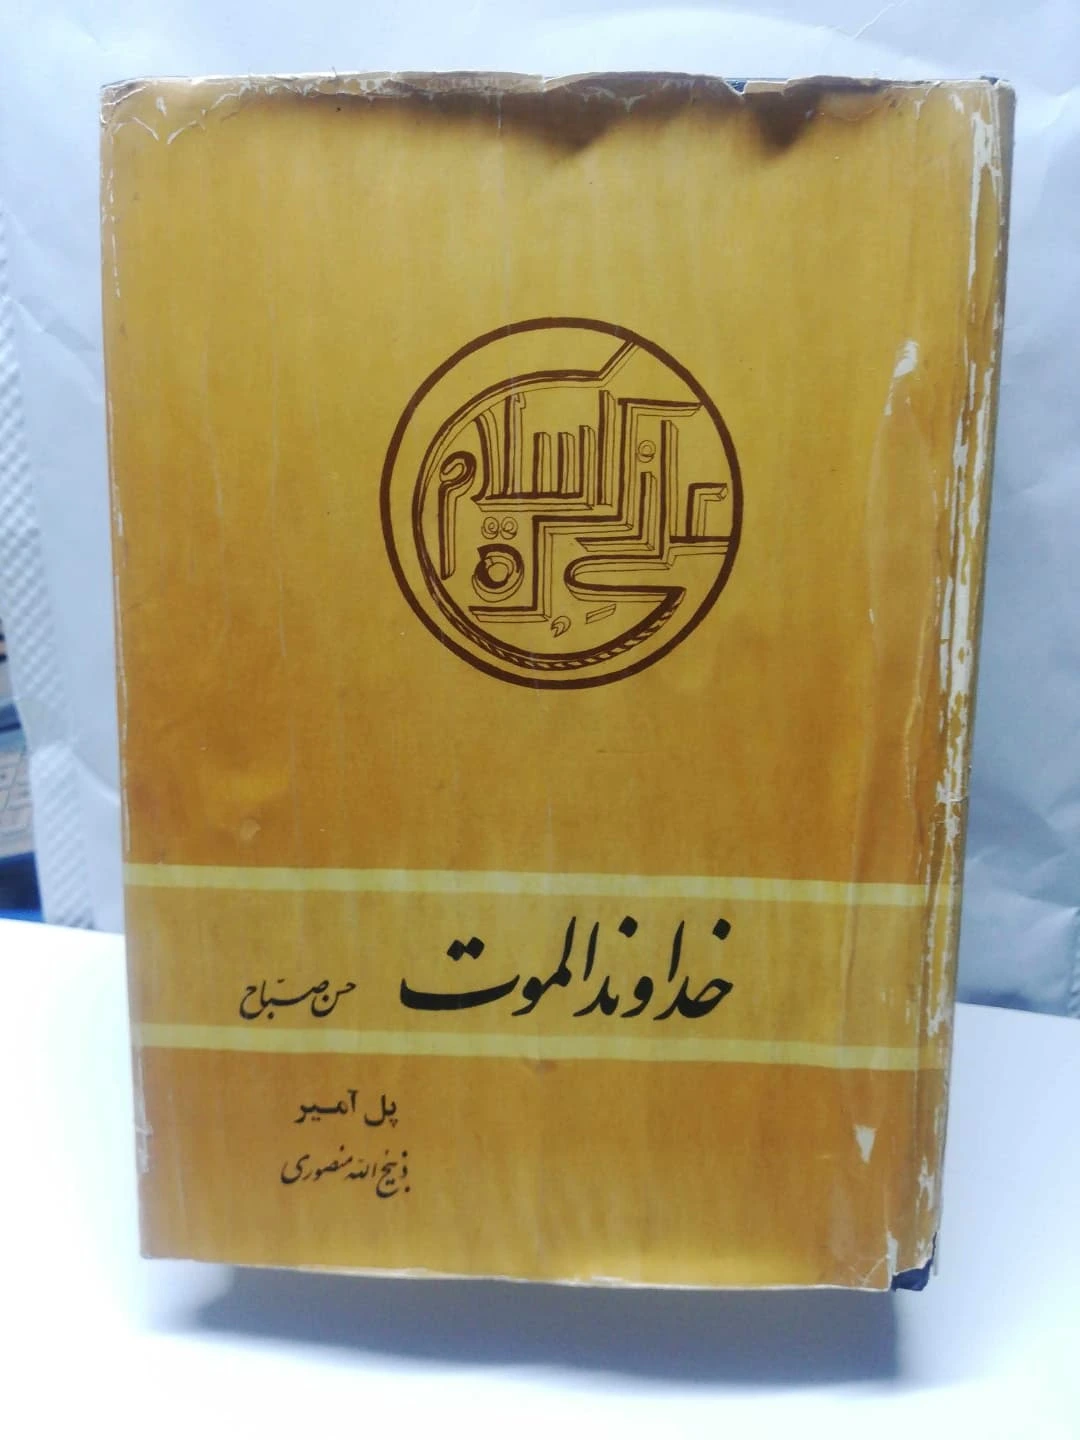 خداوند الموت
حسن صباح
پل آمیر
ذبیح الله منصوری